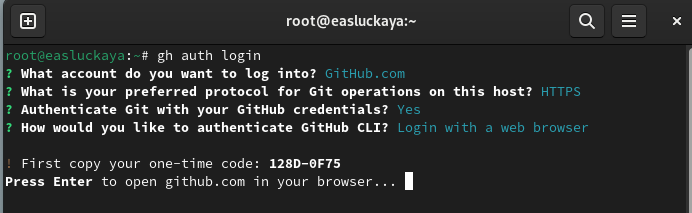 root@easluckaya:~
root@easluckaya:~# gh auth login
? What account do you want to log into? GitHub.com
? What is your preferred protocol for Git operations on this host? HTTPS
? Authenticate Git with your GitHub credentials? Yes
? How would you like to authenticate GitHub CLI? Login with a web browser
! First copy your one-time code: 128D-0F75
Press Enter to open github.com in your browser...